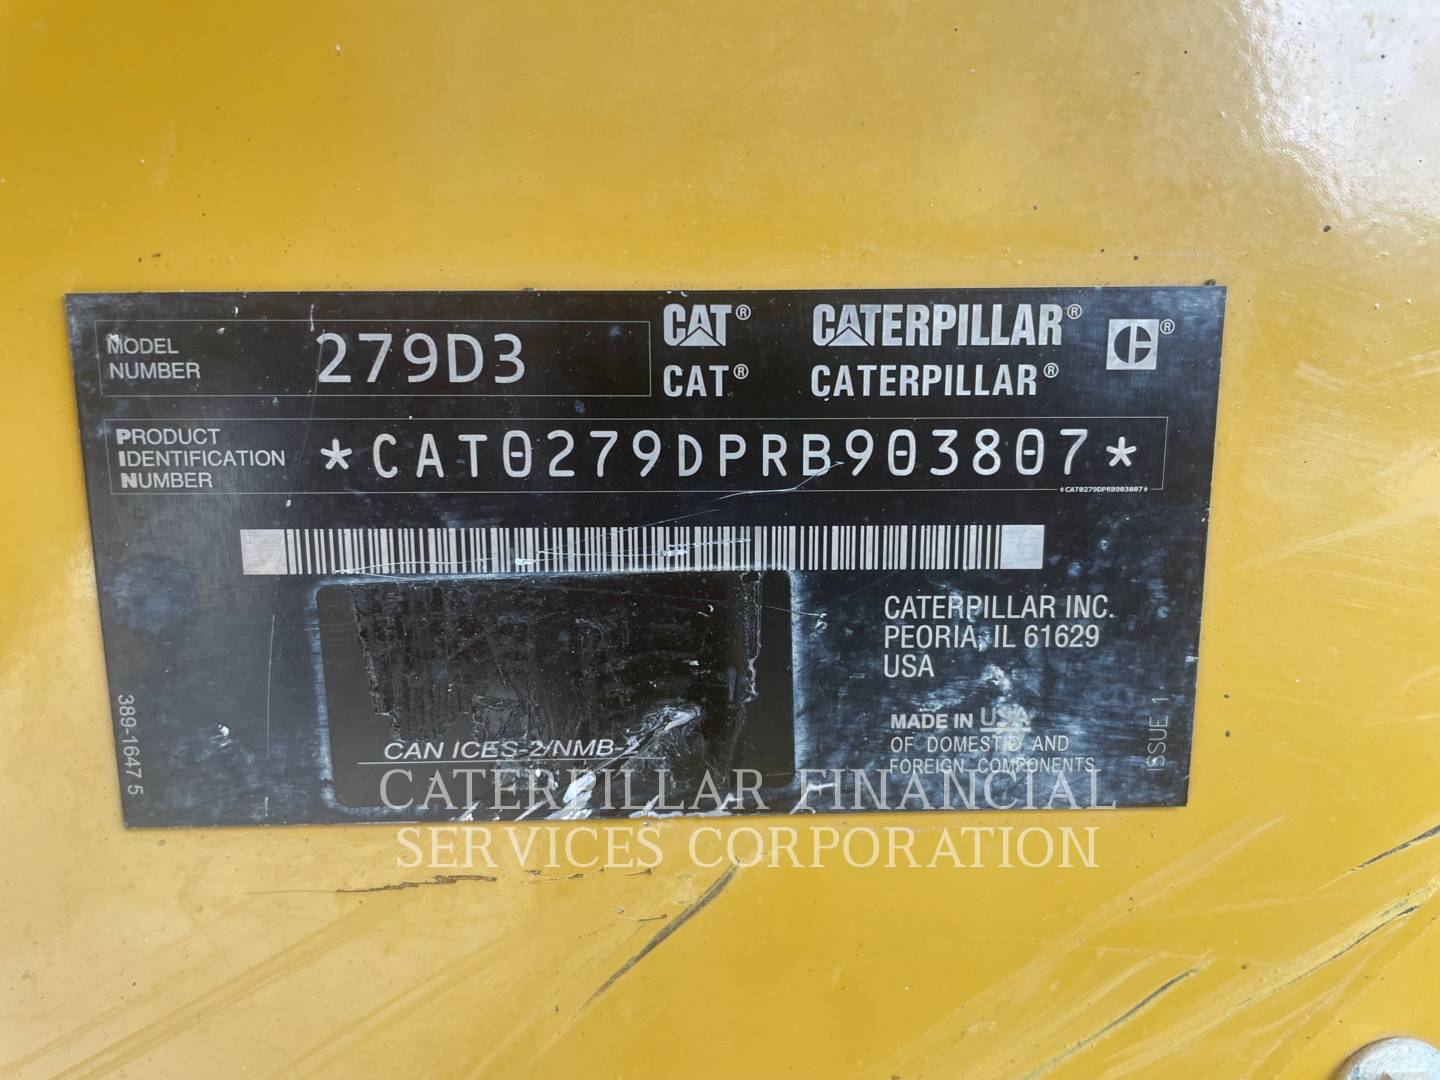 MODEL
NUMBER
279D3
CAT® CATERPILLAR® ®
CAT® CATERPILLAR®
PRODUCT
IDENTIFICATION
NUMBER
*CAT0279DPRB903807*
*CAT0279DPRB903807*
CATERPILLAR INC.
PEORIA, IL 61629
USA
MADE IN USA
OF DOMESTIC AND
FOREIGN COMPONENTS
ISSUE 1
389-1647 5
CAN ICES-2/NMB-2
CATERPILLAR FINANCIAL
SERVICES CORPORATION